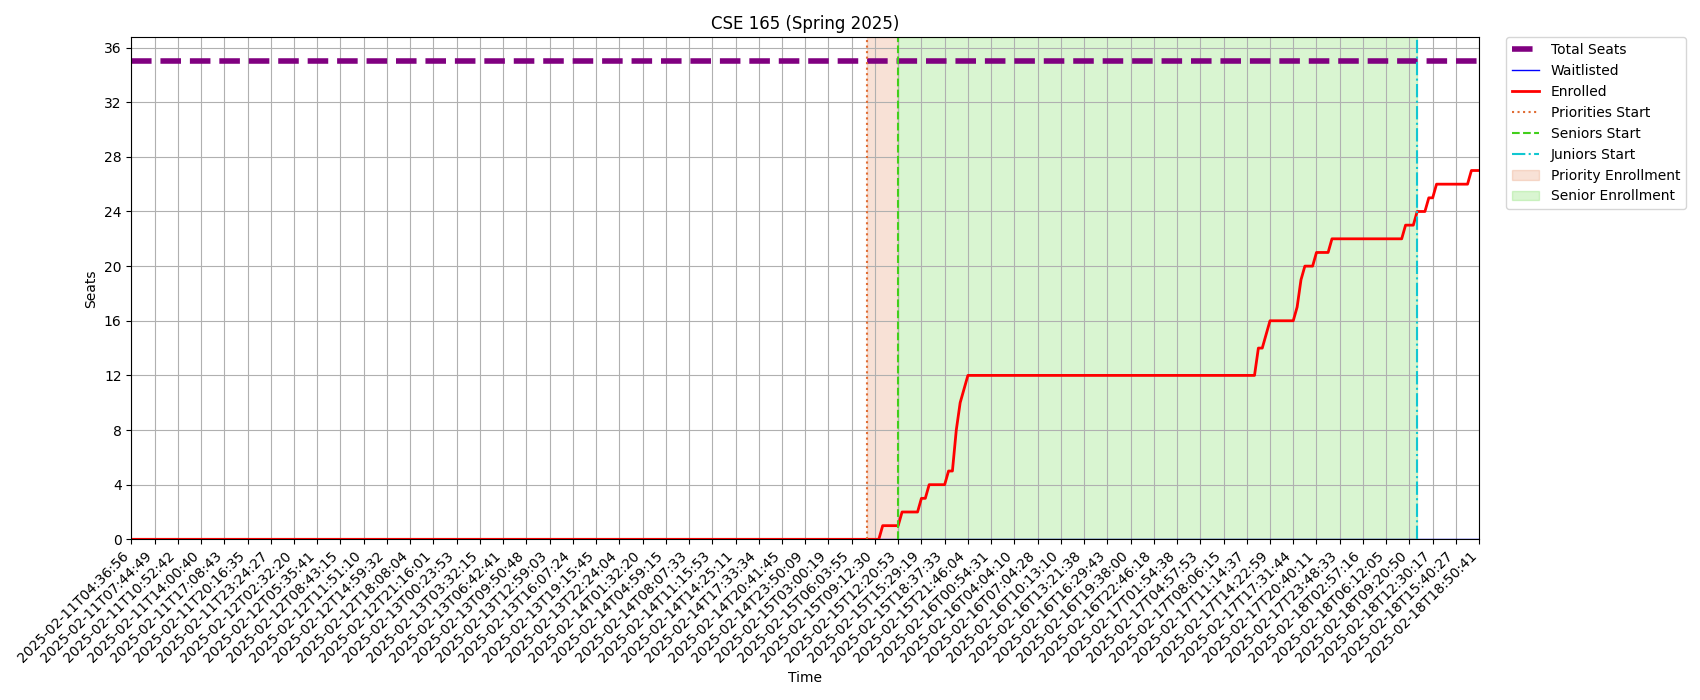 CSE 165 (Spring 2025)
36
32
28
24
20
16
12
8
4
0
Seats
Total Seats
Waitlisted
Enrolled
Priorities Start
Seniors Start
Juniors Start
Priority Enrollment
Senior Enrollment
2025-02-11T04:36:56
2025-02-11T07:44:49
2025-02-11T10:52:42
2025-02-11T14:00:40
2025-02-11T17:08:43
2025-02-11T20:16:35
2025-02-11T23:24:27
2025-02-12T02:32:20
2025-02-12T05:35:41
2025-02-12T08:43:15
2025-02-12T11:51:10
2025-02-12T14:59:32
2025-02-12T18:08:04
2025-02-12T21:16:01
2025-02-13T00:23:53
2025-02-13T03:32:15
2025-02-13T06:42:41
2025-02-13T09:50:48
2025-02-13T12:59:03
2025-02-13T16:07:24
2025-02-13T19:15:45
2025-02-13T22:24:04
2025-02-14T01:32:20
2025-02-14T04:59:15
2025-02-14T08:07:33
2025-02-14T11:15:53
2025-02-14T14:25:11
2025-02-14T17:33:34
2025-02-14T20:41:45
2025-02-14T23:50:09
2025-02-15T03:00:19
2025-02-15T06:03:55
2025-02-15T09:12:30
2025-02-15T12:20:53
2025-02-15T15:29:19
2025-02-15T18:37:33
2025-02-15T21:46:04
2025-02-16T00:54:31
2025-02-16T04:04:10
2025-02-16T07:04:28
2025-02-16T10:13:10
2025-02-16T13:21:38
2025-02-16T16:29:43
2025-02-16T19:38:00
2025-02-16T22:46:18
2025-02-17T01:54:38
2025-02-17T04:57:53
2025-02-17T08:06:15
2025-02-17T11:14:37
2025-02-17T14:22:59
2025-02-17T17:31:44
2025-02-17T20:40:11
2025-02-17T23:48:33
2025-02-18T02:57:16
2025-02-18T06:12:05
2025-02-18T09:20:50
2025-02-18T12:30:17
2025-02-18T15:40:27
2025-02-18T18:50:41
Time